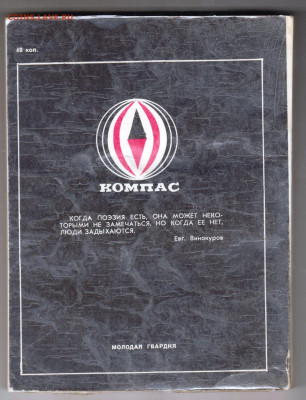 48 коп.
КОМПАС
КОГДА ПОЭЗИЯ ЕСТЬ, ОНА МОЖЕТ НЕКО-
ТОРЫМИ НЕ ЗАМЕЧАТЬСЯ, НО КОГДА ЕЕ НЕТ,
ЛЮДИ ЗАДЫХАЮТСЯ.
Евг. Винокуров
МОЛОДАЯ ГВАРДИЯ